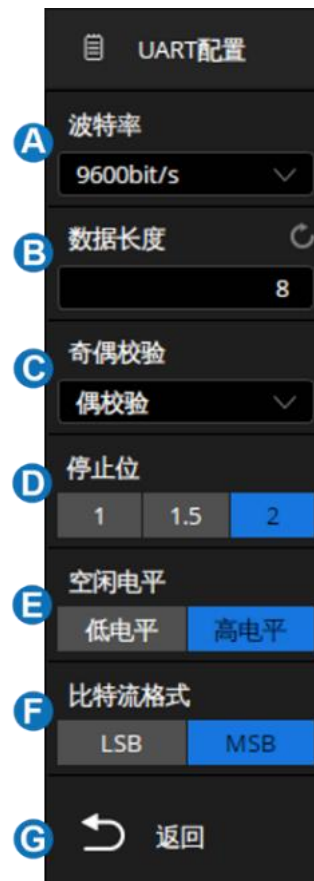 UART配置
A 波特率
9600bit/s
B 数据长度
8
C 奇偶校验
偶校验
D 停止位
1 1.5 2
E 空闲电平
低电平 高电平
F 比特流格式
LSB MSB
G 返回